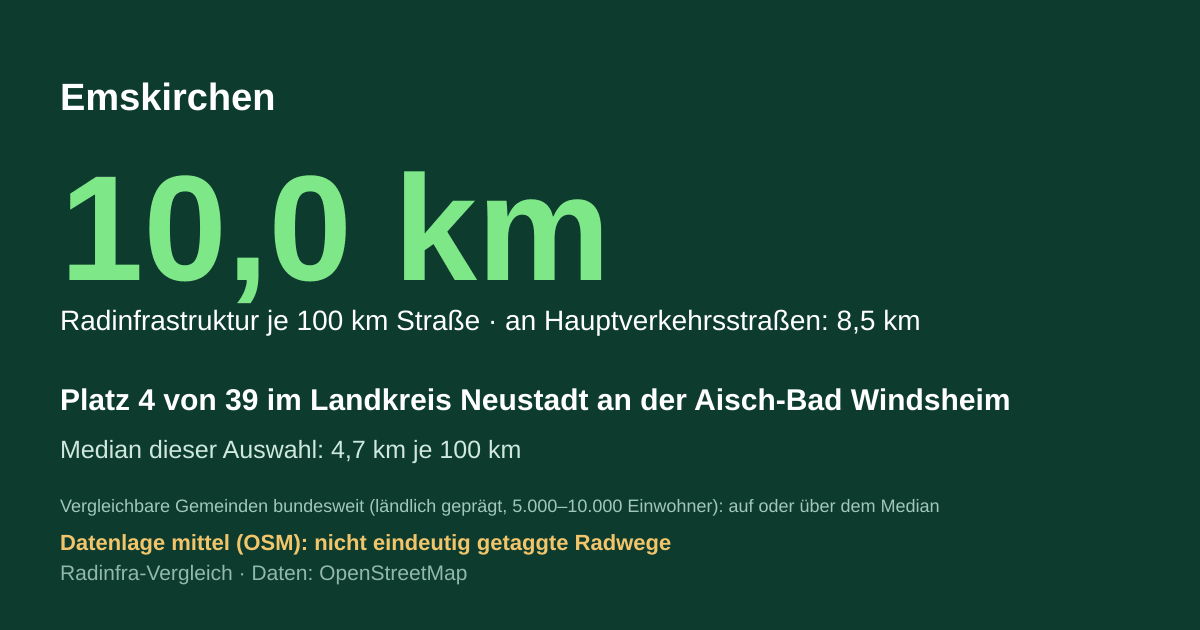 Emskirchen
10,0 km
Radinfrastruktur je 100 km Straße · an Hauptverkehrsstraßen: 8,5 km
Platz 4 von 39 im Landkreis Neustadt an der Aisch-Bad Windsheim
Median dieser Auswahl: 4,7 km je 100 km
Vergleichbare Gemeinden bundesweit (ländlich geprägt, 5.000–10.000 Einwohner): auf oder über dem Median
Datenlage mittel (OSM): nicht eindeutig getaggte Radwege
Radinfra-Vergleich · Daten: OpenStreetMap